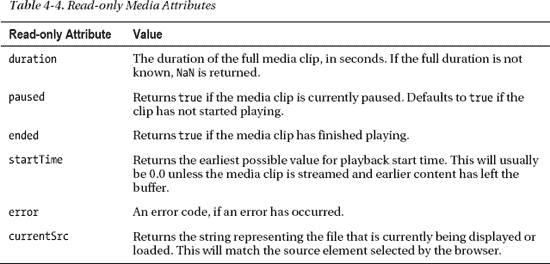 Table 4-4. Read-only Media Attributes
Read-only Attribute Value
duration The duration of the full media clip, in seconds. If the full duration is not
known, NaN is returned.
paused Returns true if the media clip is currently paused. Defaults to true if the
clip has not started playing.
ended Returns true if the media clip has finished playing.
startTime Returns the earliest possible value for playback start time. This will usually
be 0.0 unless the media clip is streamed and earlier content has left the
buffer.
error An error code, if an error has occurred.
currentSrc Returns the string representing the file that is currently being displayed or
loaded. This will match the source element selected by the browser.